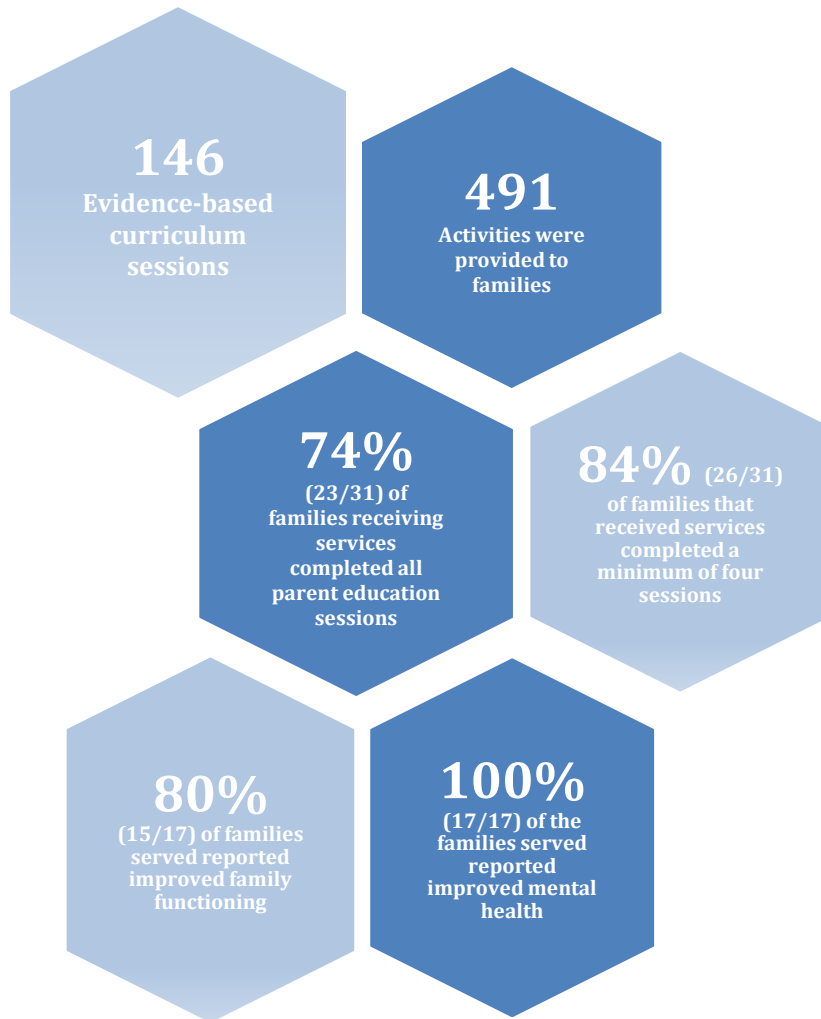 146
Evidence-based
curriculum
sessions
491
Activities were
provided to
families
74%
(23/31) of
families receiving
services
completed all
parent education
sessions
84% (26/31)
of families that
received services
completed a
minimum of four
sessions
80%
(15/17) of families
served reported
improved family
functioning
100%
(17/17) of the
families served
reported
improved mental
health